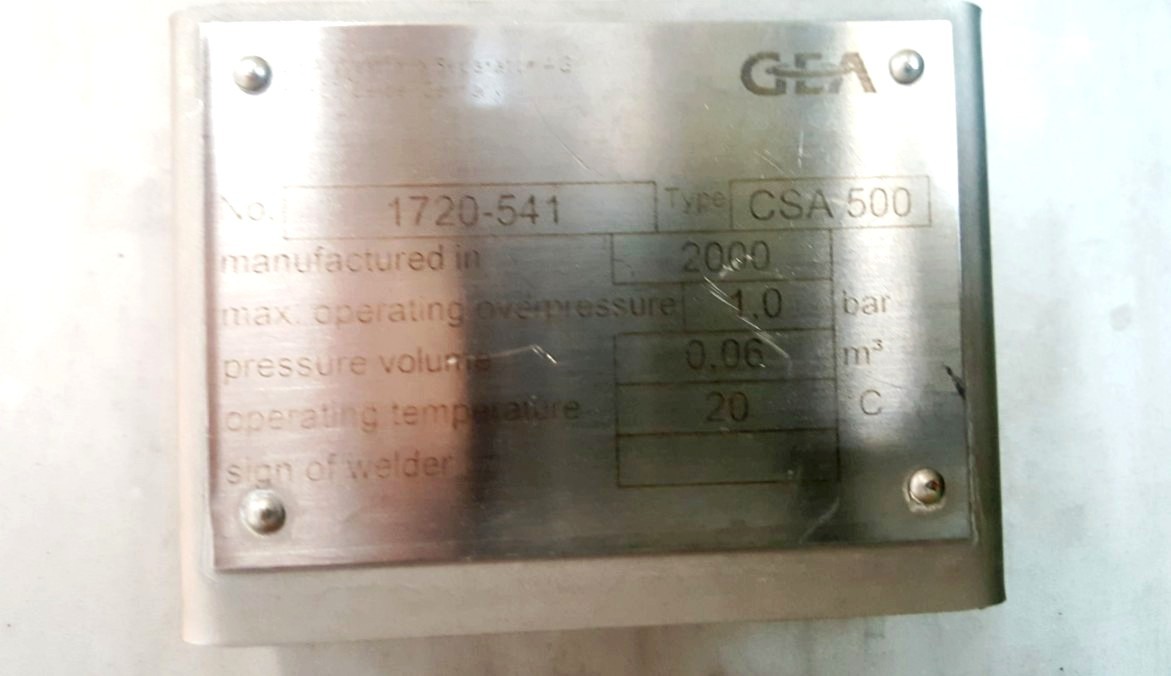 GEA
No. 1720-541 Type CSA 500
manufactured in 2000
max. operating overpressure 1,0 bar
pressure volume 0,06 m³
operating temperature 20 °C
sign of welder